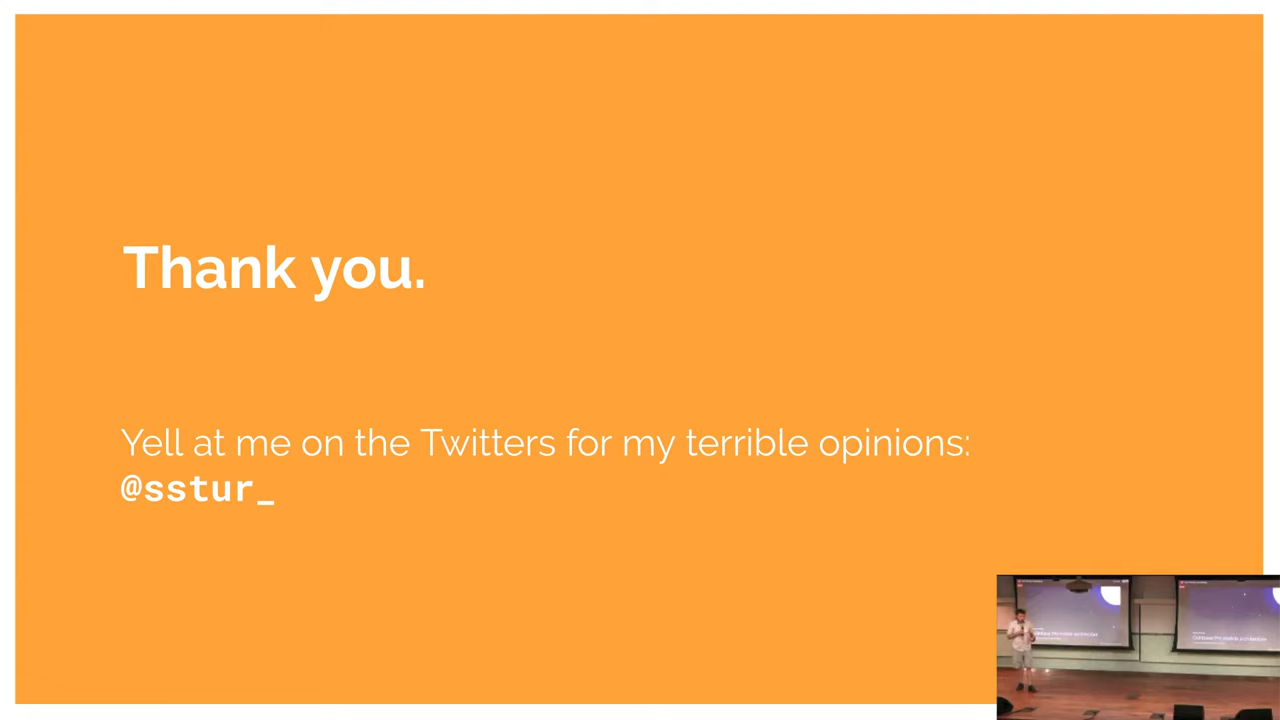 Thank you.
Yell at me on the Twitters for my terrible opinions:
@sstur_